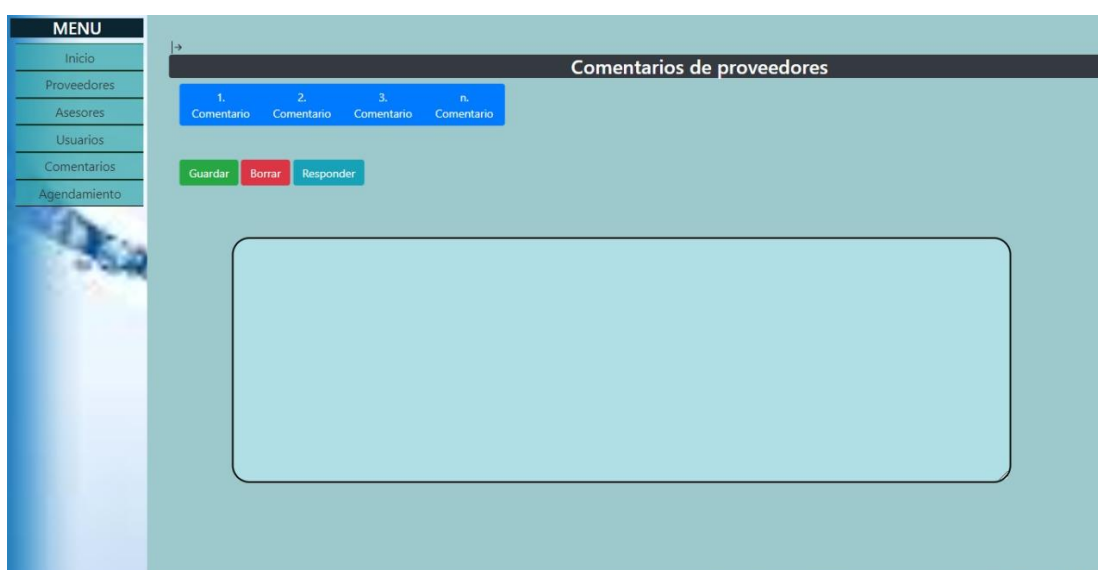 MENU
Inicio
Proveedores
Asesores
Usuarios
Comentarios
Agendamiento
|→
Comentarios de proveedores
1. Comentario
2. Comentario
3. Comentario
n. Comentario
Guardar Borrar Responder